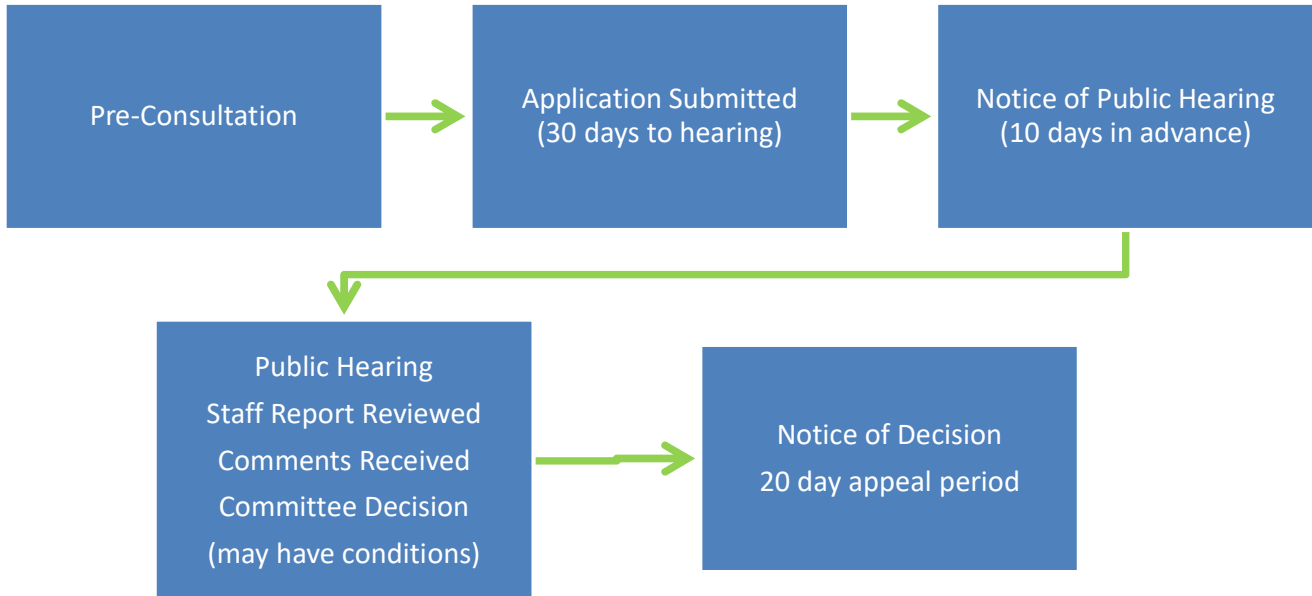 Pre-Consultation
Application Submitted
(30 days to hearing)
Notice of Public Hearing
(10 days in advance)
Public Hearing
Staff Report Reviewed
Comments Received
Committee Decision
(may have conditions)
Notice of Decision
20 day appeal period